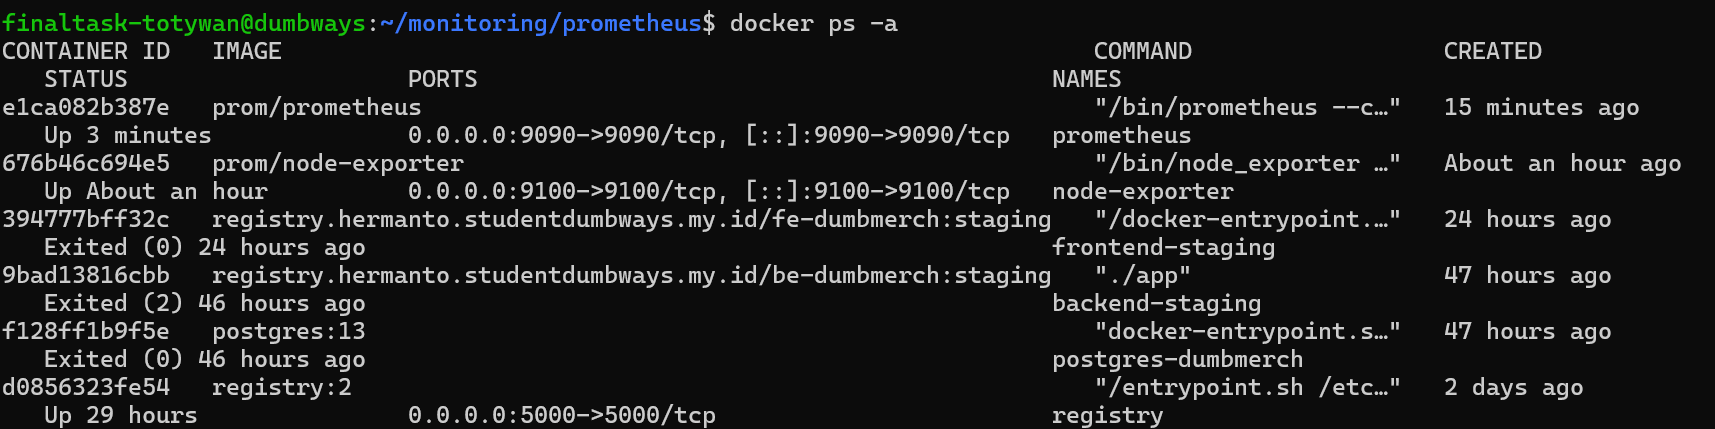 finaltask-totywan@dumbways:~/monitoring/prometheus$ docker ps -a
CONTAINER ID   IMAGE                                                          COMMAND                  CREATED
   STATUS                    PORTS                                         NAMES
e1ca082b387e   prom/prometheus                                                "/bin/prometheus --c…"   15 minutes ago
   Up 3 minutes              0.0.0.0:9090->9090/tcp, [::]:9090->9090/tcp   prometheus
676b46c694e5   prom/node-exporter                                             "/bin/node_exporter …"   About an hour ago
   Up About an hour          0.0.0.0:9100->9100/tcp, [::]:9100->9100/tcp   node-exporter
394777bff32c   registry.hermanto.studentdumbways.my.id/fe-dumbmerch:staging   "/docker-entrypoint.…"   24 hours ago
   Exited (0) 24 hours ago                                                 frontend-staging
9bad13816cbb   registry.hermanto.studentdumbways.my.id/be-dumbmerch:staging   "./app"                  47 hours ago
   Exited (2) 46 hours ago                                                 backend-staging
f128ff1b9f5e   postgres:13                                                    "docker-entrypoint.s…"   47 hours ago
   Exited (0) 46 hours ago                                                 postgres-dumbmerch
d0856323fe54   registry:2                                                     "/entrypoint.sh /etc…"   2 days ago
   Up 29 hours               0.0.0.0:5000->5000/tcp                        registry